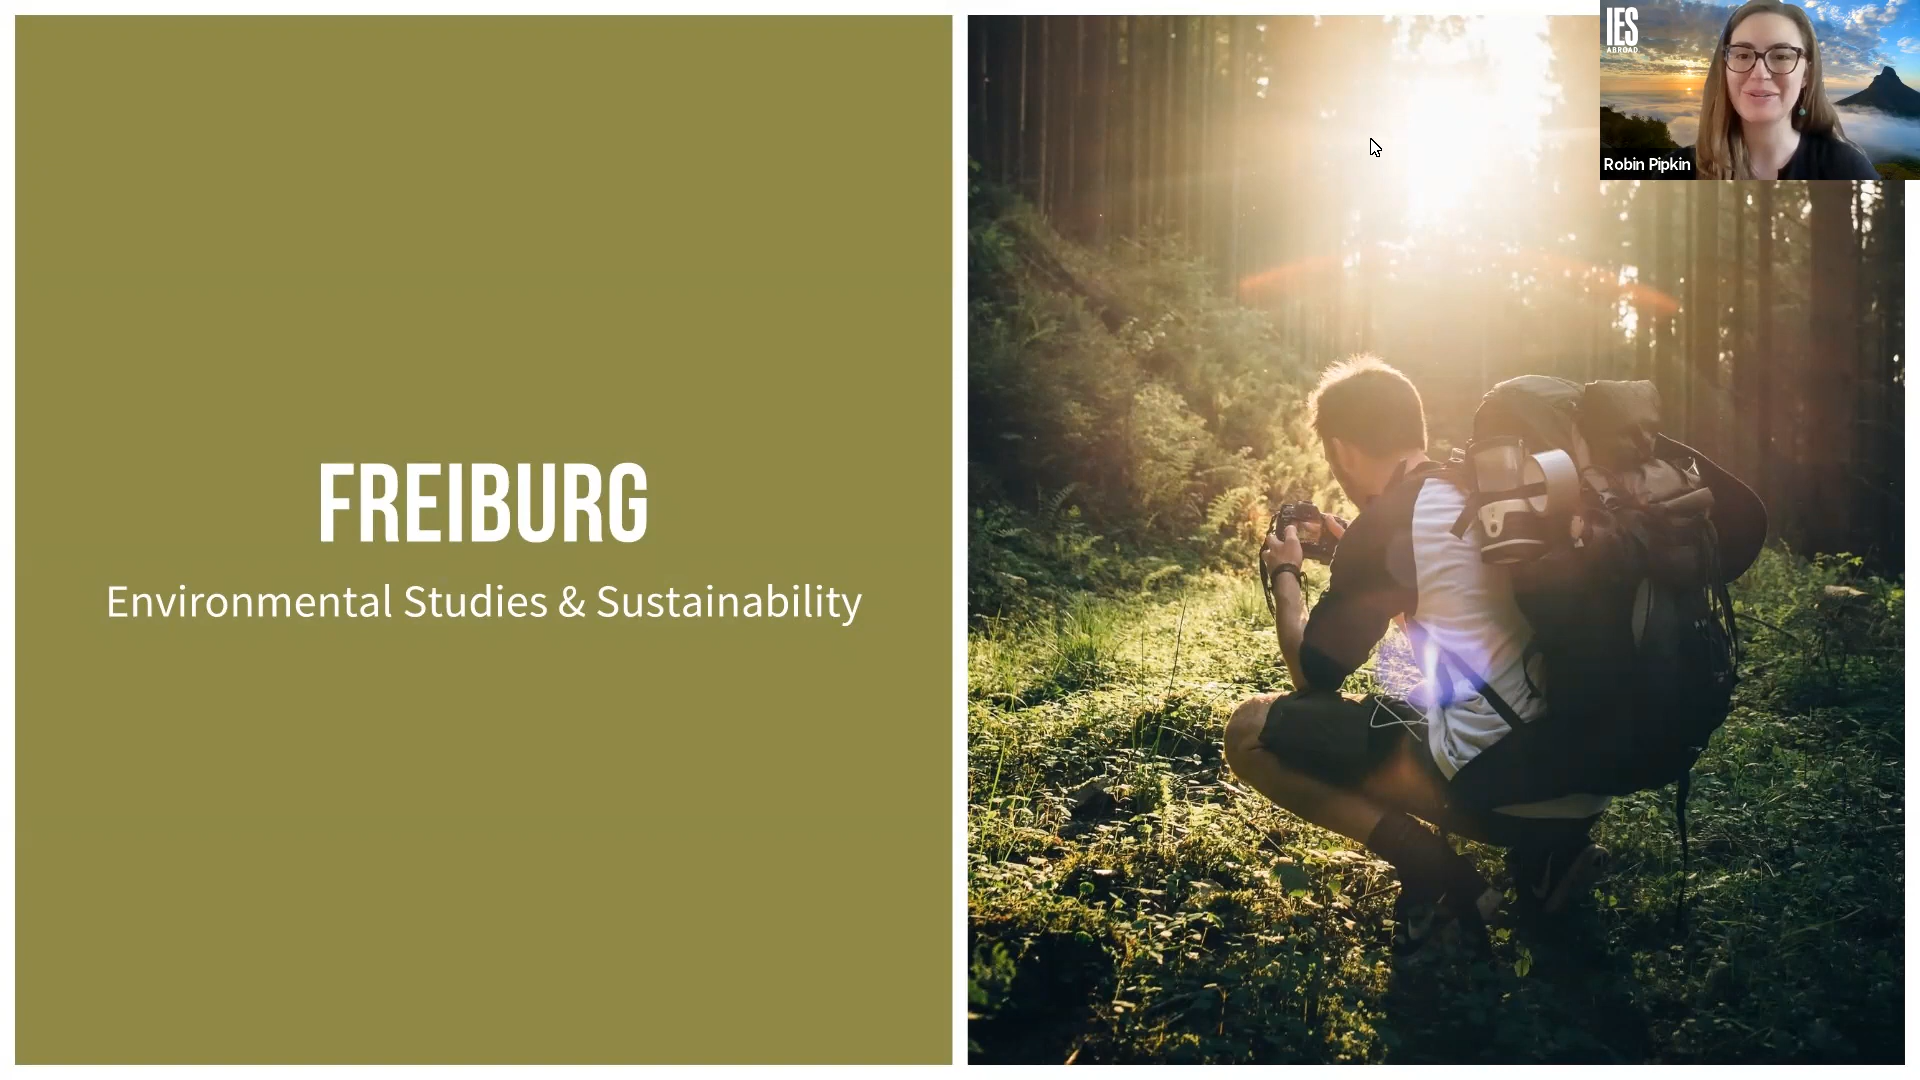 FREIBURG
Environmental Studies & Sustainability
IES
ABROAD
Robin Pipkin